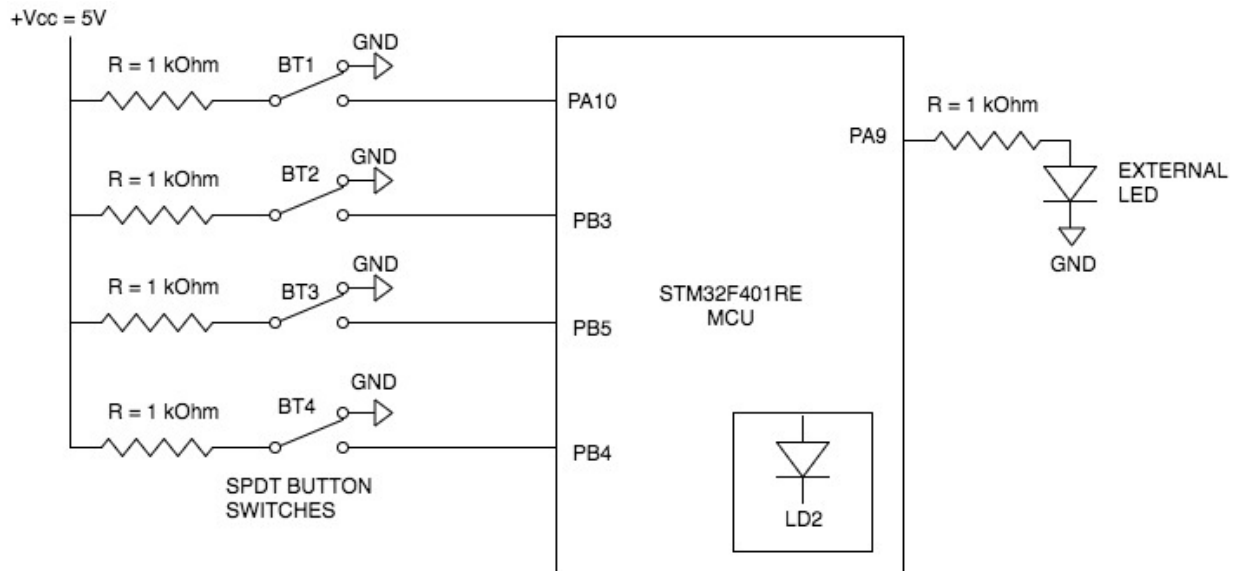 +Vcc = 5V
GND
R = 1 kOhm
BT1
PA10
R = 1 kOhm
PA9
GND
R = 1 kOhm
BT2
EXTERNAL
LED
PB3
GND
GND
R = 1 kOhm
BT3
STM32F401RE
MCU
PB5
GND
R = 1 kOhm
BT4
PB4
SPDT BUTTON
SWITCHES
LD2